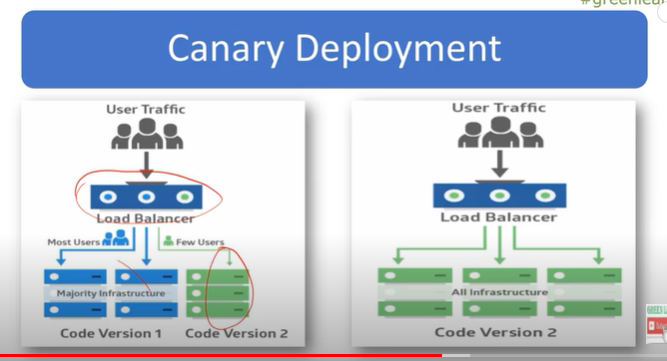 #greenlear
Canary Deployment
User Traffic
Load Balancer
Most Users
Few Users
Majority Infrastructure
Code Version 1
Code Version 2
User Traffic
Load Balancer
All Infrastructure
Code Version 2